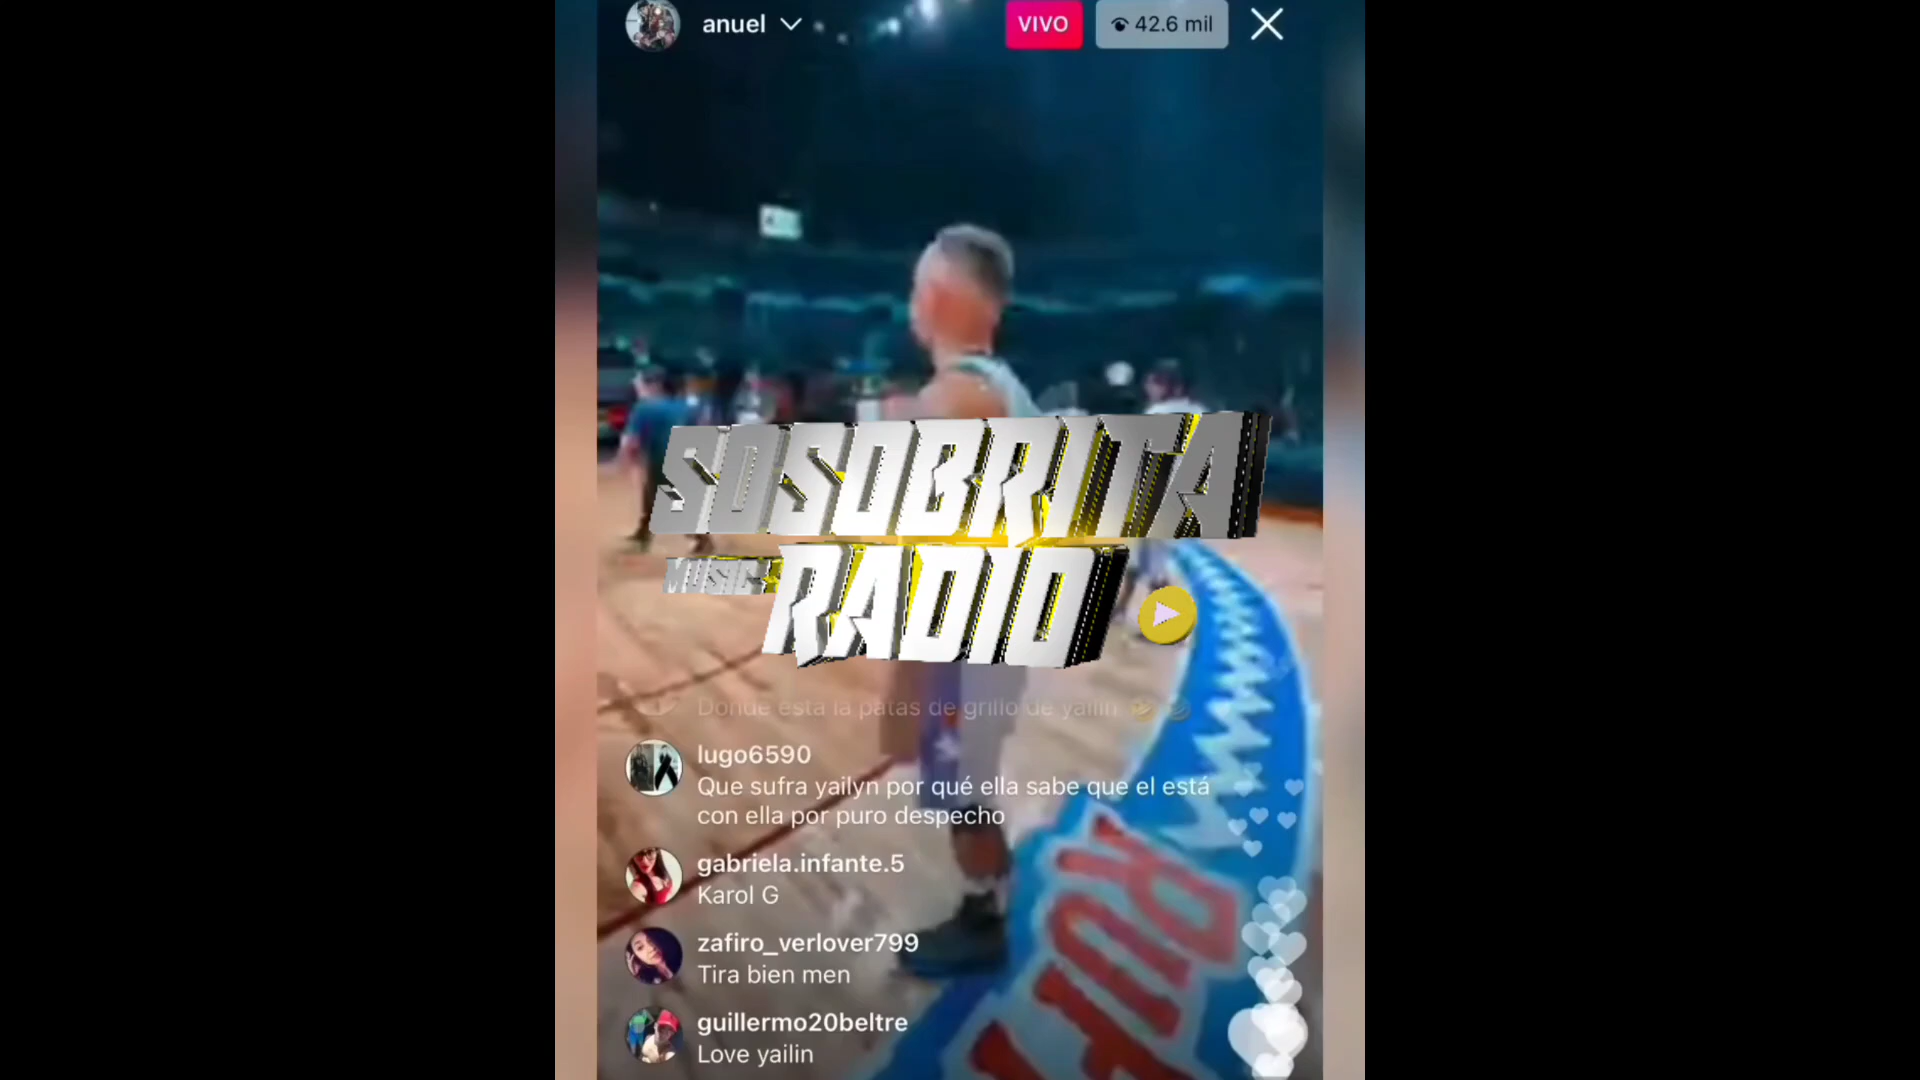 anuel
VIVO
42.6 mil
SOSOBRITA
MUSIC
RADIO
Donde esta la patas de grillo de yailin
lugo6590
Que sufra yailyn por qué ella sabe que el está
con ella por puro despecho
gabriela.infante.5
Karol G
zafiro_verlover799
Tira bien men
guillermo20beltre
Love yailin